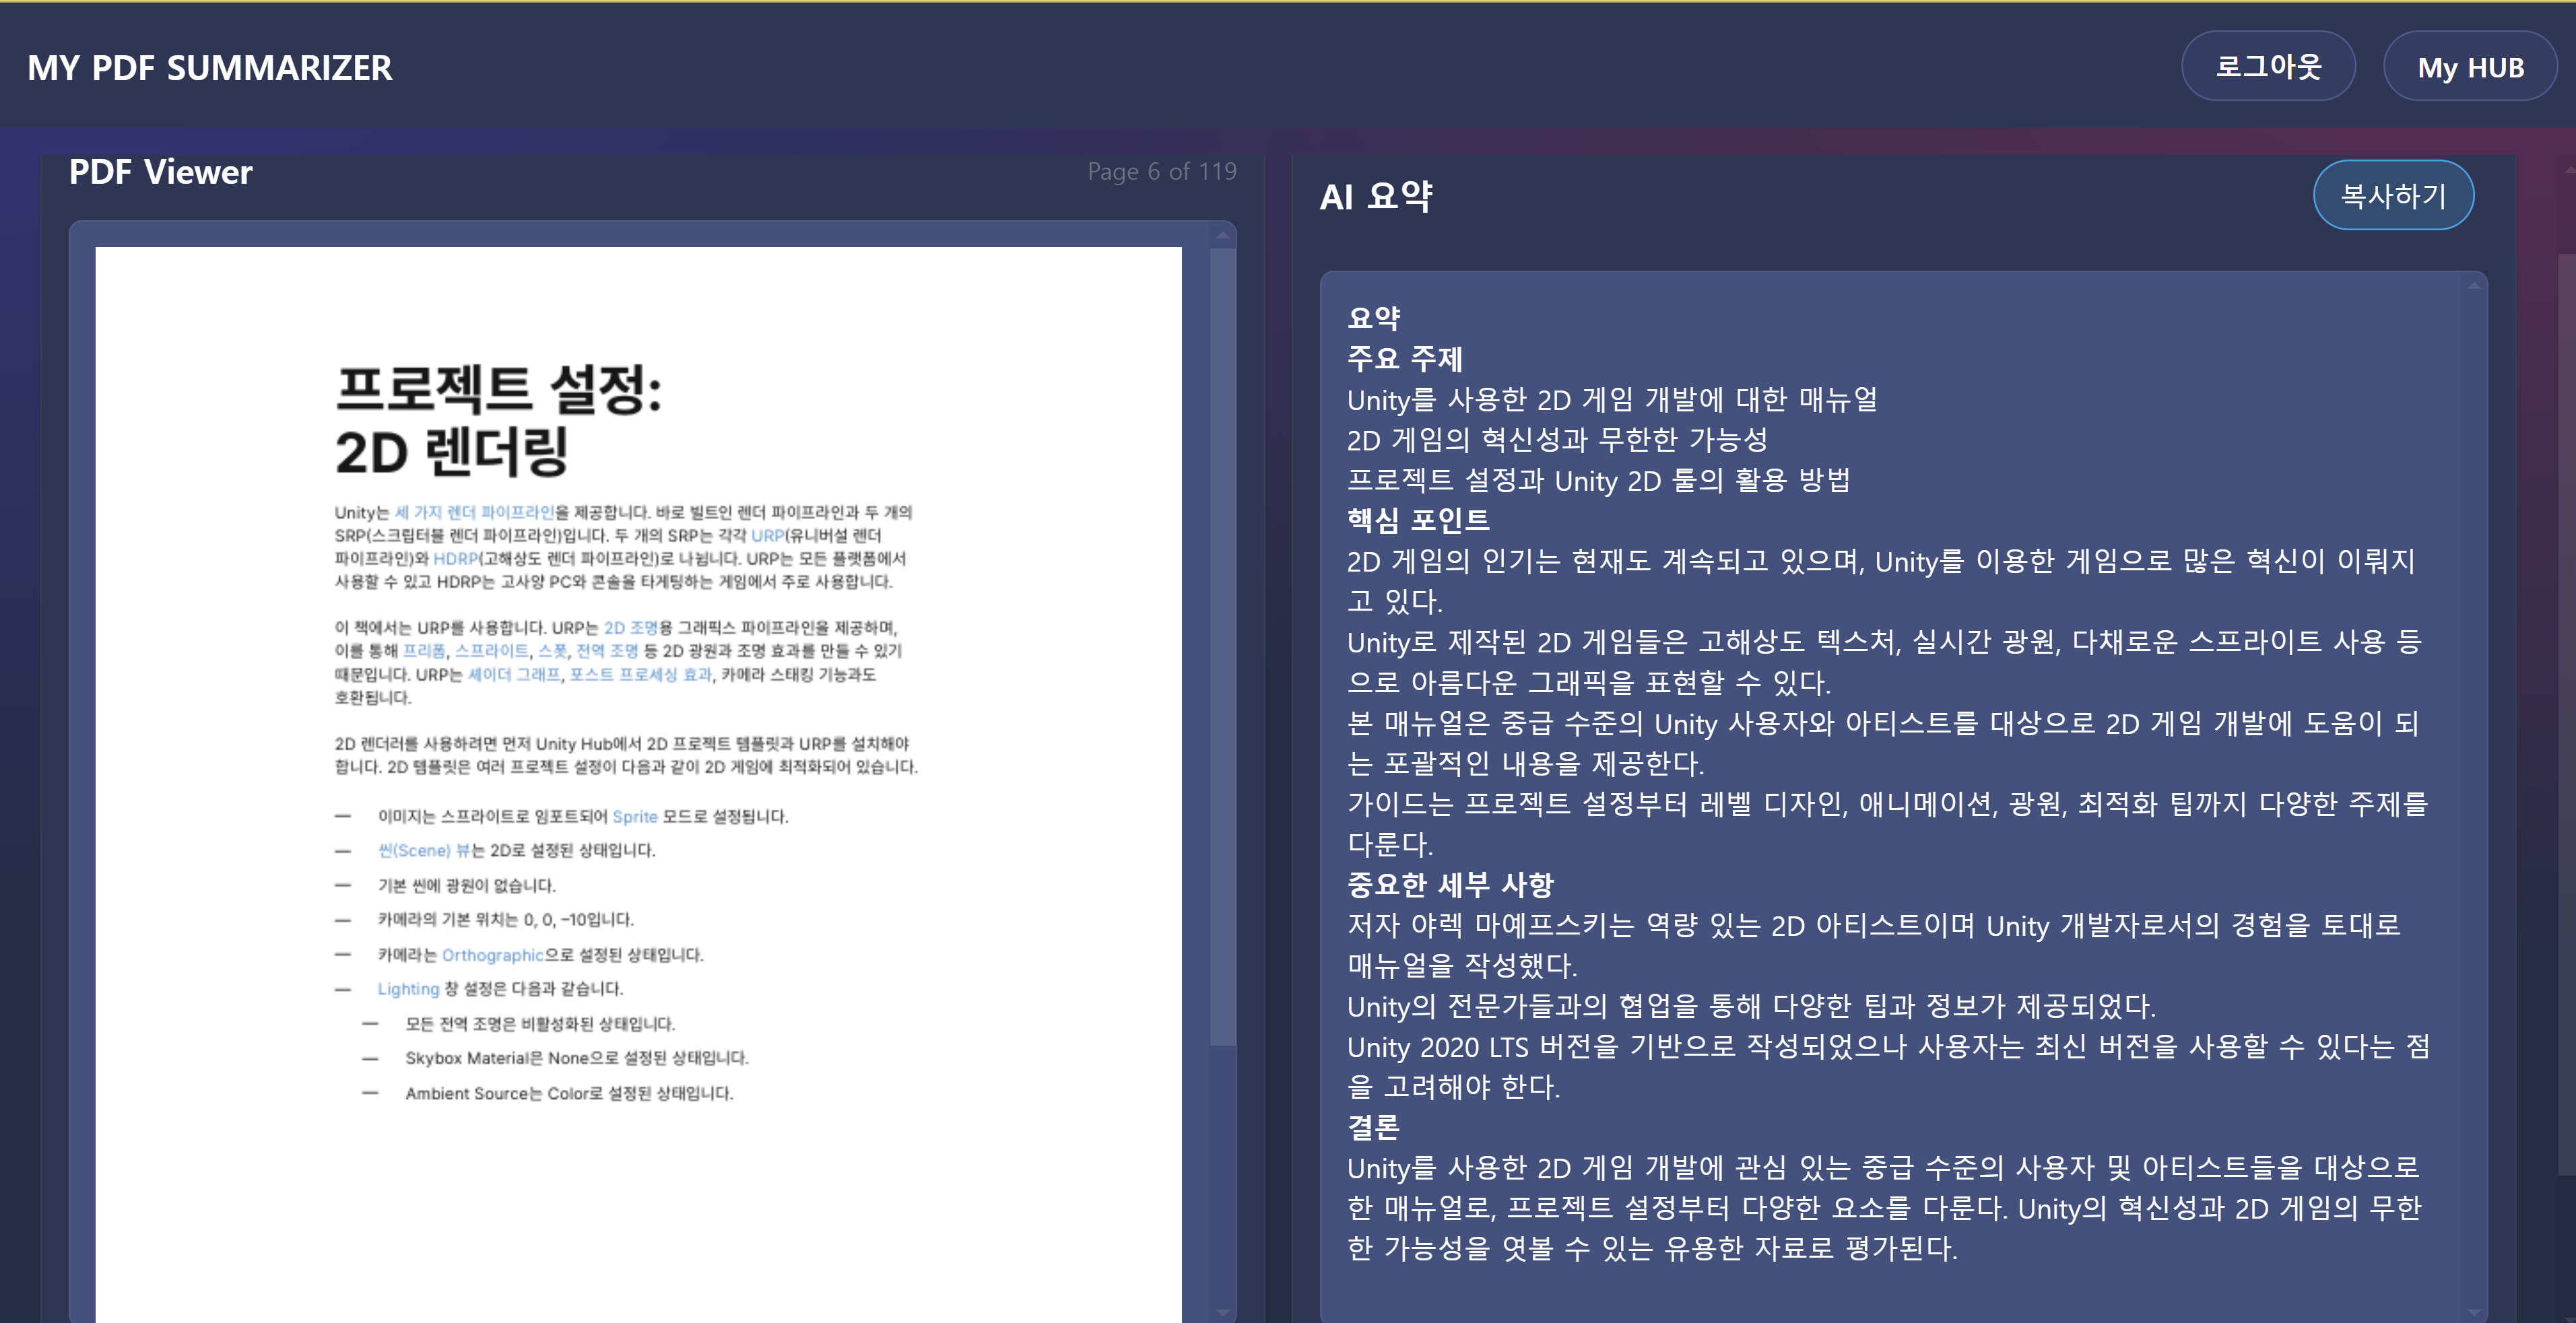 MY PDF SUMMARIZER
로그아웃
My HUB
PDF Viewer
Page 6 of 119
프로젝트 설정:
2D 렌더링
Unity는 세 가지 렌더 파이프라인을 제공합니다. 바로 빌트인 렌더 파이프라인과 두 개의
SRP(스크립터블 렌더 파이프라인)입니다. 두 개의 SRP는 각각 URP(유니버설 렌더
파이프라인)와 HDRP(고해상도 렌더 파이프라인)로 나뉩니다. URP는 모든 플랫폼에서
사용할 수 있고 HDRP는 고사양 PC와 콘솔을 타게팅하는 게임에서 주로 사용합니다.
이 책에서는 URP를 사용합니다. URP는 2D 조명용 그래픽스 파이프라인을 제공하며,
이를 통해 프리폼, 스프라이트, 스폿, 전역 조명 등 2D 광원과 조명 효과를 만들 수 있기
때문입니다. URP는 셰이더 그래프, 포스트 프로세싱 효과, 카메라 스태킹 기능과도
호환됩니다.
2D 렌더러를 사용하려면 먼저 Unity Hub에서 2D 프로젝트 템플릿과 URP를 설치해야
합니다. 2D 템플릿은 여러 프로젝트 설정이 다음과 같이 2D 게임에 최적화되어 있습니다.
— 이미지는 스프라이트로 임포트되어 Sprite 모드로 설정됩니다.
— 씬(Scene) 뷰는 2D로 설정된 상태입니다.
— 기본 씬에 광원이 없습니다.
— 카메라의 기본 위치는 0, 0, –10입니다.
— 카메라는 Orthographic으로 설정된 상태입니다.
— Lighting 창 설정은 다음과 같습니다.
— 모든 전역 조명은 비활성화된 상태입니다.
— Skybox Material은 None으로 설정된 상태입니다.
— Ambient Source는 Color로 설정된 상태입니다.
AI 요약
복사하기
요약
주요 주제
Unity를 사용한 2D 게임 개발에 대한 매뉴얼
2D 게임의 혁신성과 무한한 가능성
프로젝트 설정과 Unity 2D 툴의 활용 방법
핵심 포인트
2D 게임의 인기는 현재도 계속되고 있으며, Unity를 이용한 게임으로 많은 혁신이 이뤄지
고 있다.
Unity로 제작된 2D 게임들은 고해상도 텍스처, 실시간 광원, 다채로운 스프라이트 사용 등
으로 아름다운 그래픽을 표현할 수 있다.
본 매뉴얼은 중급 수준의 Unity 사용자와 아티스트를 대상으로 2D 게임 개발에 도움이 되
는 포괄적인 내용을 제공한다.
가이드는 프로젝트 설정부터 레벨 디자인, 애니메이션, 광원, 최적화 팁까지 다양한 주제를
다룬다.
중요한 세부 사항
저자 야렉 마예프스키는 역량 있는 2D 아티스트이며 Unity 개발자로서의 경험을 토대로
매뉴얼을 작성했다.
Unity의 전문가들과의 협업을 통해 다양한 팁과 정보가 제공되었다.
Unity 2020 LTS 버전을 기반으로 작성되었으나 사용자는 최신 버전을 사용할 수 있다는 점
을 고려해야 한다.
결론
Unity를 사용한 2D 게임 개발에 관심 있는 중급 수준의 사용자 및 아티스트들을 대상으로
한 매뉴얼로, 프로젝트 설정부터 다양한 요소를 다룬다. Unity의 혁신성과 2D 게임의 무한
한 가능성을 엿볼 수 있는 유용한 자료로 평가된다.